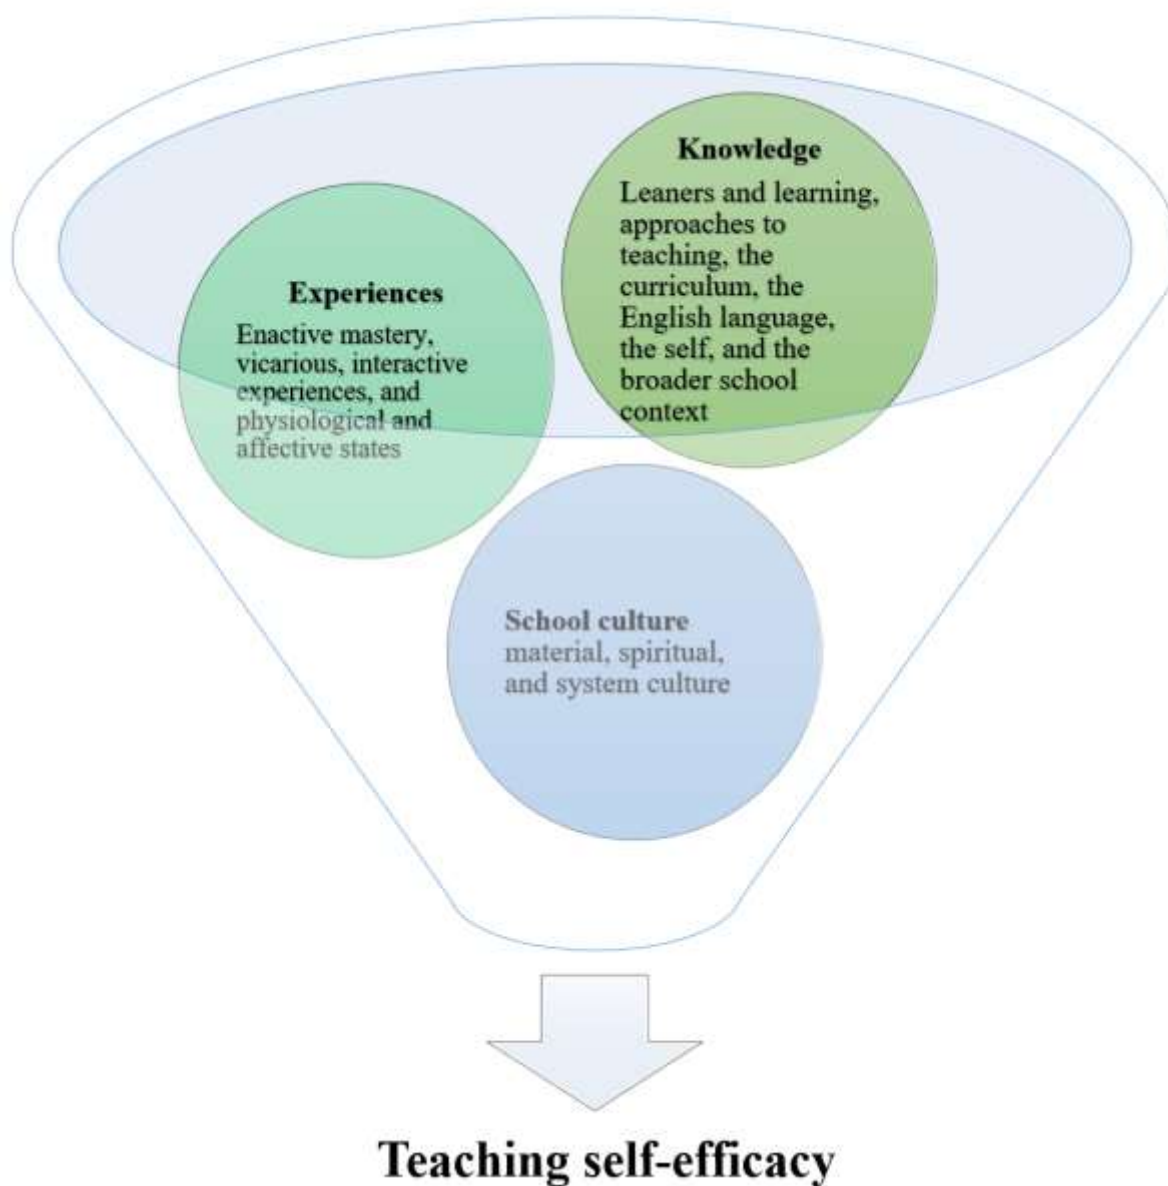 Knowledge
Leaners and learning,
approaches to
teaching, the
curriculum, the
English language,
the self, and the
broader school
context
Experiences
Enactive mastery,
vicarious, interactive
experiences, and
physiological and
affective states
School culture
material, spiritual,
and system culture
Teaching self-efficacy